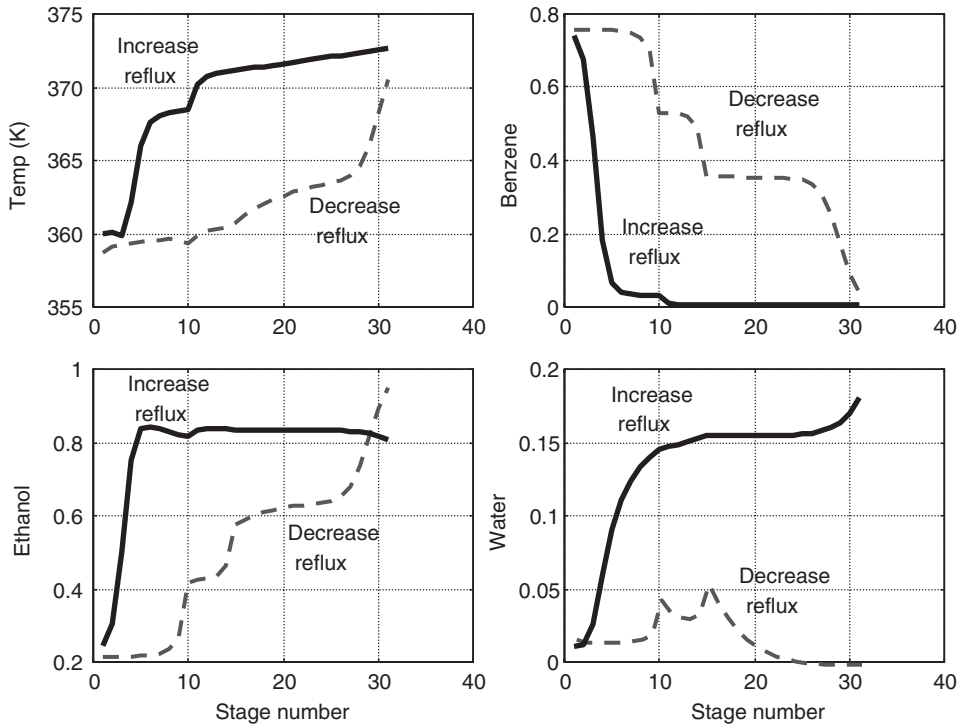 375
370
365
360
355
Temp (K)
Increase
reflux
Decrease
reflux
0
10
20
30
40
0.8
0.6
0.4
0.2
0
Benzene
Decrease
reflux
Increase
reflux
0
10
20
30
40
1
0.8
0.6
0.4
0.2
Ethanol
Increase
reflux
Decrease
reflux
0
10
20
30
40
Stage number
0.2
0.15
0.1
0.05
0
Water
Increase
reflux
Decrease
reflux
0
10
20
30
40
Stage number